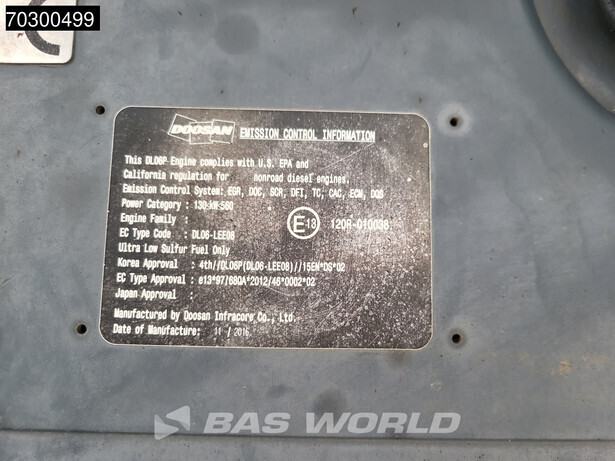 70300499
DOOSAN EMISSION CONTROL INFORMATION
This DL06P Engine complies with U.S. EPA and
California regulation for nonroad diesel engines.
Emission Control System: EGR, DOC, SCR, DFI, TC, CAC, ECM, DOS
Power Category : 130≤kW≤560
Engine Family :
EC Type Code : DL06-LEE08
E13 120R-010038
Ultra Low Sulfur Fuel Only
Korea Approval : 4th/(DL06P(DL06-LEE08)//15EN*DS*02
EC Type Approval : e13*97/68QA*2012/46*0002*02
Japan Approval :
Manufactured by Doosan Infracore Co., Ltd.
Date of Manufacture: 11 / 2016
BAS WORLD